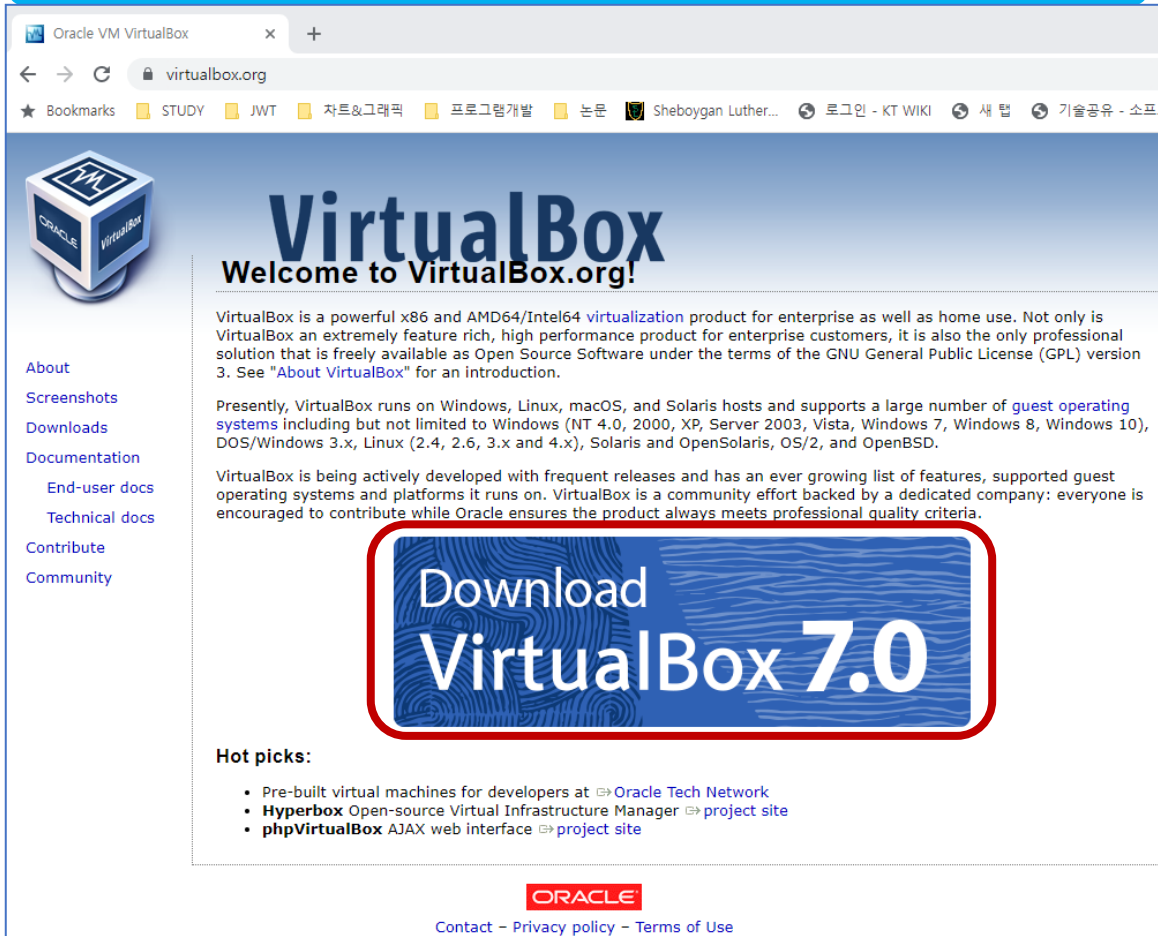 Oracle VM VirtualBox
virtualbox.org
Bookmarks STUDY JWT 차트&그래픽 프로그램개발 논문 Sheboygan Luther... 로그인 - KT WIKI 새 탭 기술공유 - 소프
VM
ORACLE
VirtualBox
VirtualBox
Welcome to VirtualBox.org!
VirtualBox is a powerful x86 and AMD64/Intel64 virtualization product for enterprise as well as home use. Not only is
VirtualBox an extremely feature rich, high performance product for enterprise customers, it is also the only professional
solution that is freely available as Open Source Software under the terms of the GNU General Public License (GPL) version
3. See "About VirtualBox" for an introduction.
Presently, VirtualBox runs on Windows, Linux, macOS, and Solaris hosts and supports a large number of guest operating
systems including but not limited to Windows (NT 4.0, 2000, XP, Server 2003, Vista, Windows 7, Windows 8, Windows 10),
DOS/Windows 3.x, Linux (2.4, 2.6, 3.x and 4.x), Solaris and OpenSolaris, OS/2, and OpenBSD.
VirtualBox is being actively developed with frequent releases and has an ever growing list of features, supported guest
operating systems and platforms it runs on. VirtualBox is a community effort backed by a dedicated company: everyone is
encouraged to contribute while Oracle ensures the product always meets professional quality criteria.
About
Screenshots
Downloads
Documentation
End-user docs
Technical docs
Contribute
Community
Download
VirtualBox 7.0
Hot picks:
• Pre-built virtual machines for developers at Oracle Tech Network
• Hyperbox Open-source Virtual Infrastructure Manager project site
• phpVirtualBox AJAX web interface project site
ORACLE
Contact – Privacy policy – Terms of Use